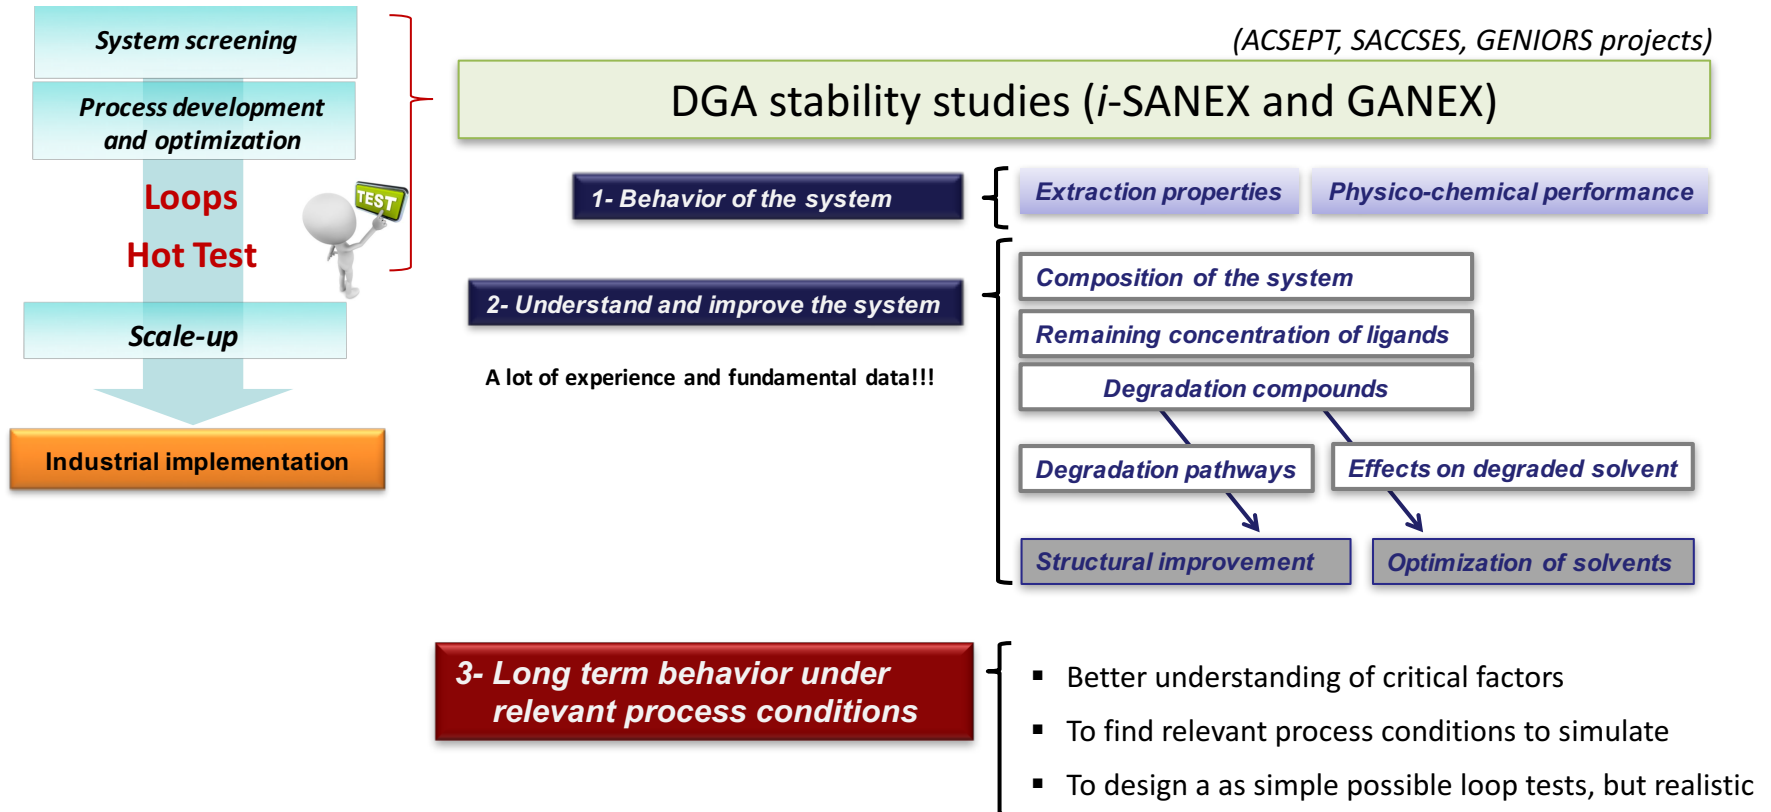 System screening
Process development
and optimization
Loops
TEST
Hot Test
Scale-up
Industrial implementation
(ACSEPT, SACCSES, GENIORS projects)
DGA stability studies (i-SANEX and GANEX)
1- Behavior of the system
Extraction properties
Physico-chemical performance
2- Understand and improve the system
A lot of experience and fundamental data!!!
Composition of the system
Remaining concentration of ligands
Degradation compounds
Degradation pathways
Effects on degraded solvent
Structural improvement
Optimization of solvents
3- Long term behavior under
relevant process conditions
▪ Better understanding of critical factors
▪ To find relevant process conditions to simulate
▪ To design a as simple possible loop tests, but realistic